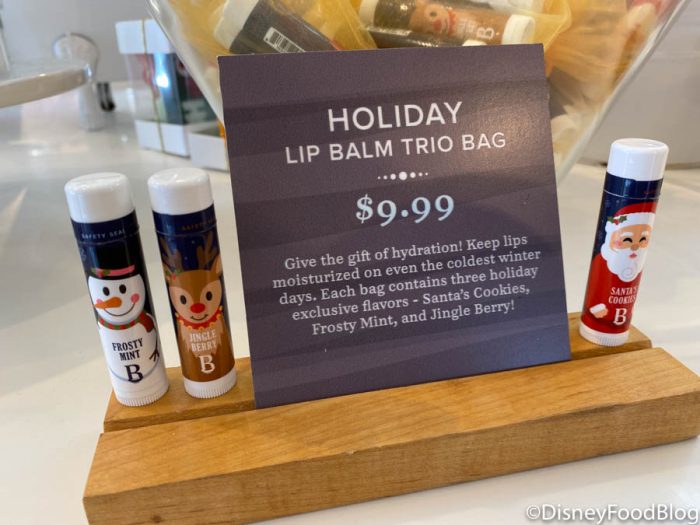 HOLIDAY
LIP BALM TRIO BAG
$9.99
Give the gift of hydration! Keep lips
moisturized on even the coldest winter
days. Each bag contains three holiday
exclusive flavors - Santa's Cookies,
Frosty Mint, and Jingle Berry!
SAFETY SEAL
FROSTY
MINT
B
JINGLE
BERRY
B
SANTA'S
COOKIES
B
B
©DisneyFoodBlog